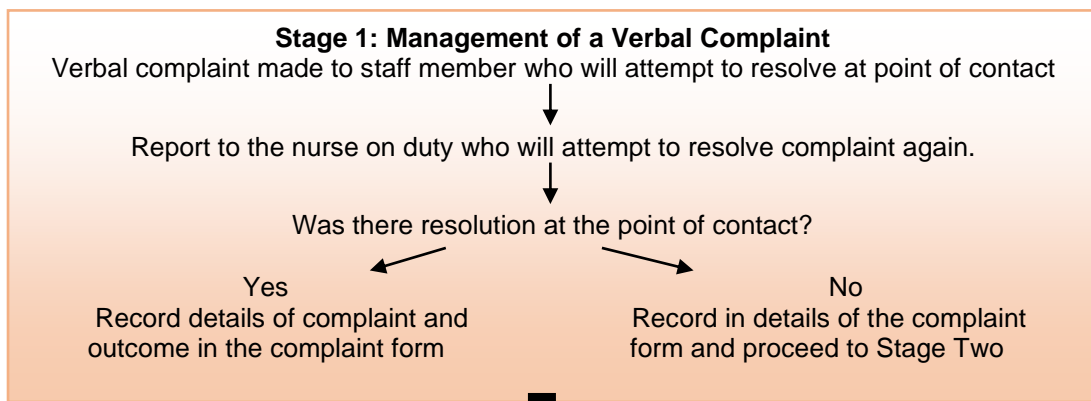 Stage 1: Management of a Verbal Complaint
Verbal complaint made to staff member who will attempt to resolve at point of contact
Report to the nurse on duty who will attempt to resolve complaint again.
Was there resolution at the point of contact?
Yes
Record details of complaint and
outcome in the complaint form
No
Record in details of the complaint
form and proceed to Stage Two